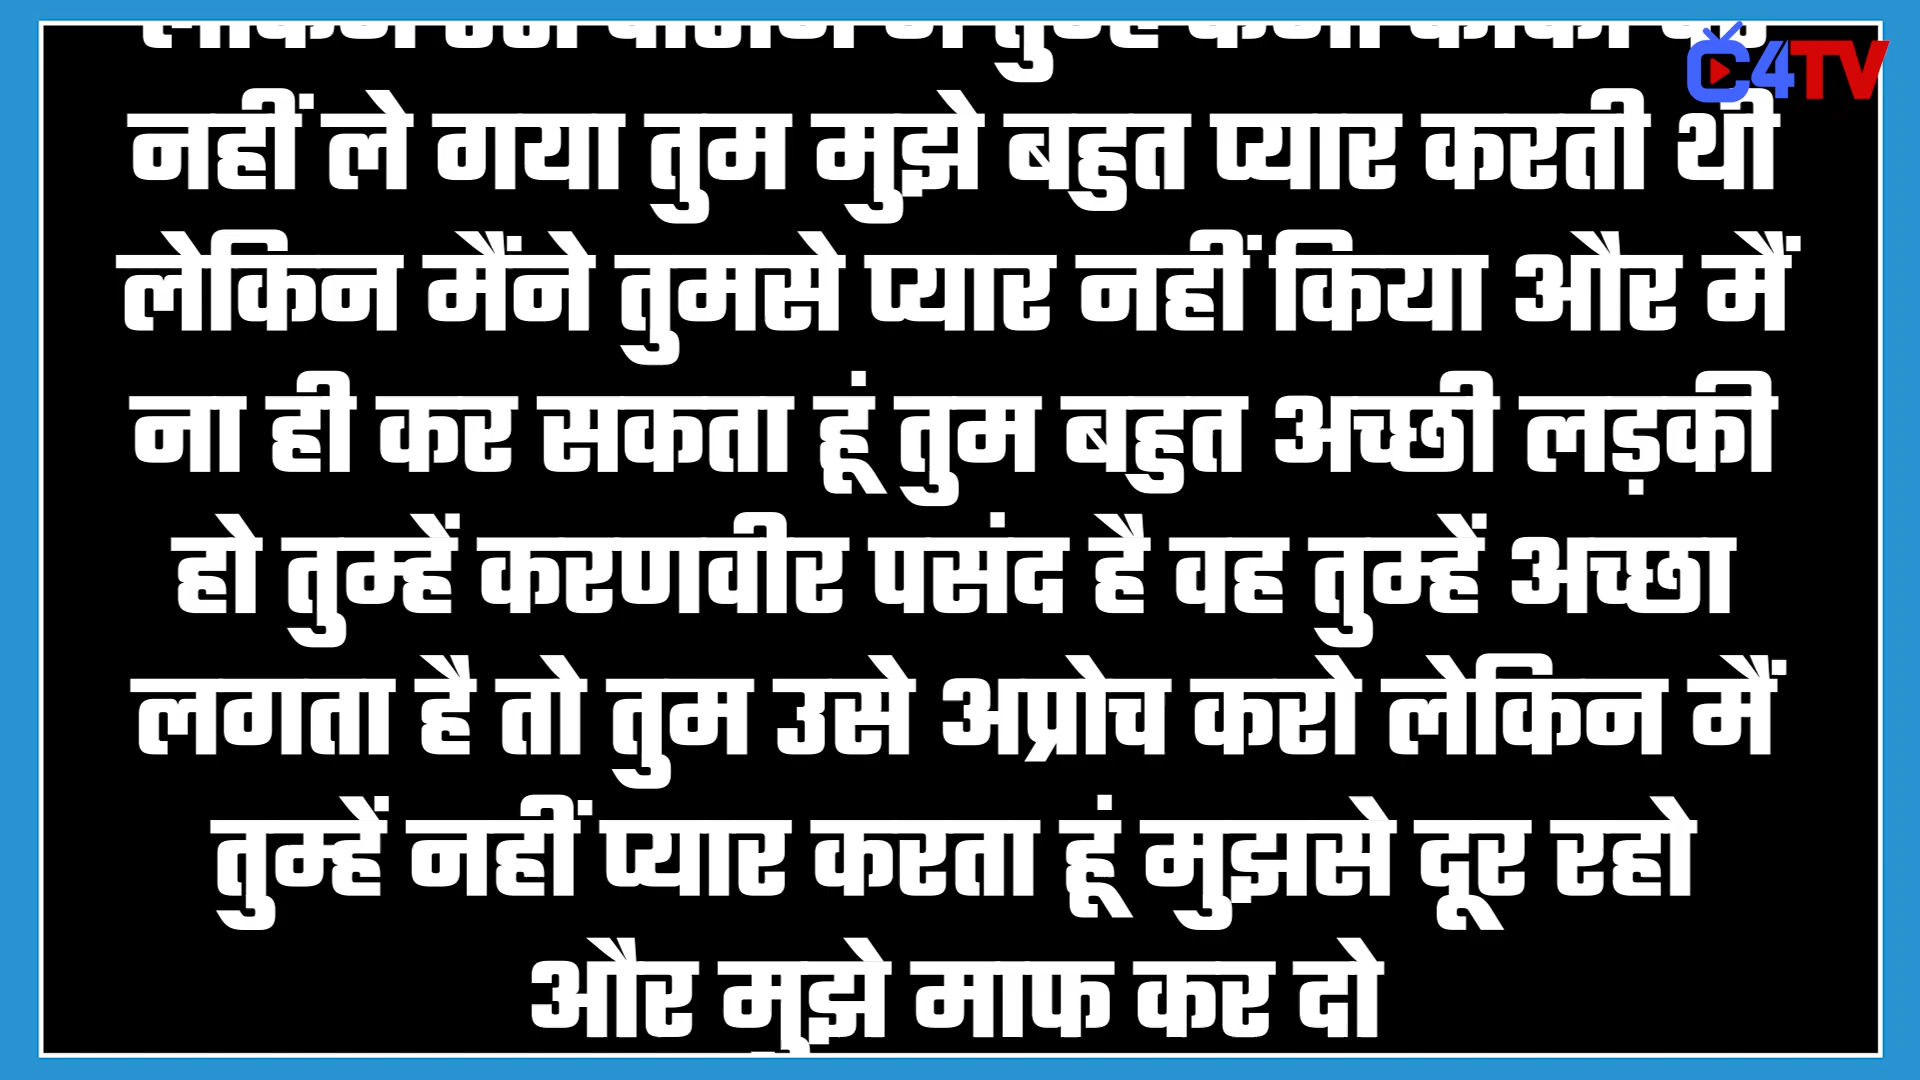 C4TV
नहीं ले गया तुम मुझे बहुत प्यार करती थी
लेकिन मैंने तुमसे प्यार नहीं किया और मैं
ना ही कर सकता हूं तुम बहुत अच्छी लड़की
हो तुम्हें करणवीर पसंद है वह तुम्हें अच्छा
लगता है तो तुम उसे अप्रोच करो लेकिन मैं
तुम्हें नहीं प्यार करता हूं मुझसे दूर रहो
और मुझे माफ कर दो